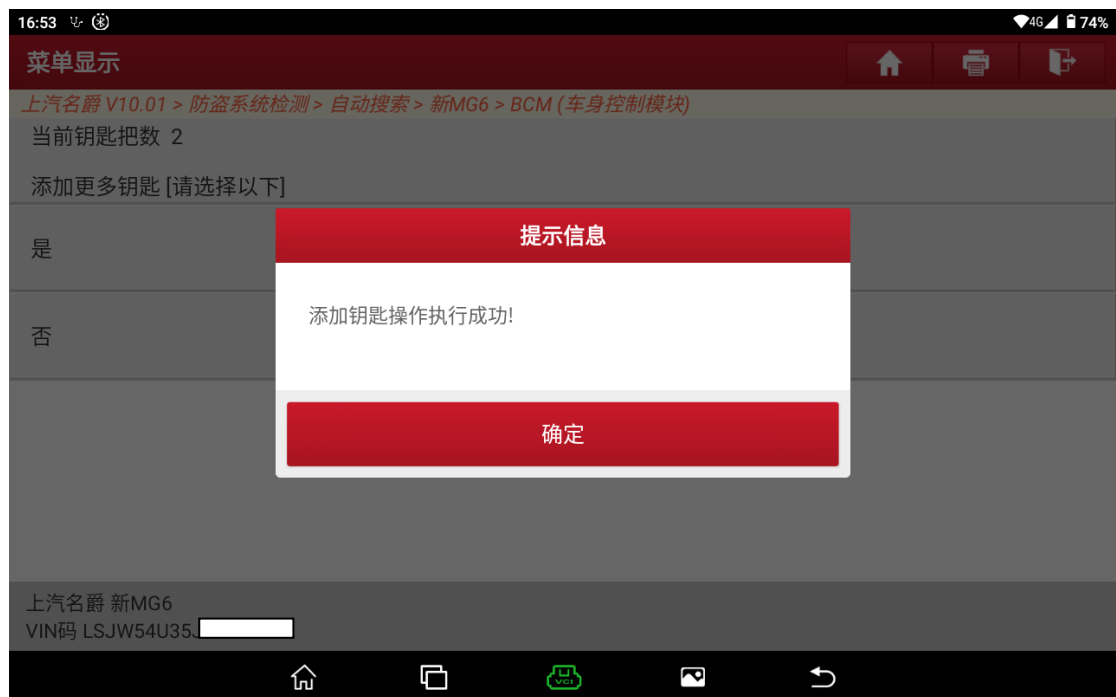 16:53 4G 74%
菜单显示
上汽名爵 V10.01 > 防盗系统检测 > 自动搜索 > 新MG6 > BCM (车身控制模块)
当前钥匙把数 2
添加更多钥匙 [请选择以下]
是
否
提示信息
添加钥匙操作执行成功!
确定
上汽名爵 新MG6
VIN码 LSJW54U35J
VCI